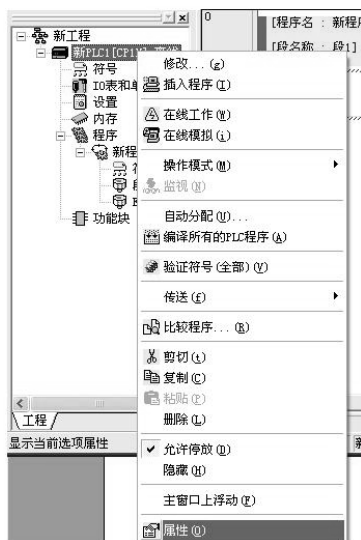 0
[程序名 : 新程序
[段名称 : 段1]
新工程
新PLC1[CP1
符号
IO表和单
设置
内存
程序
新程
功能块
修改...(g)
插入程序(I)
在线工作(W)
在线模拟(i)
操作模式(M)
监视(N)
自动分配(U)...
编译所有的PLC程序(A)
验证符号(全部)(V)
传送(f)
比较程序...(R)
剪切(t)
复制(C)
粘贴(P)
删除(L)
允许停放(D)
隐藏(H)
主窗口上浮动(F)
属性(O)
工程
显示当前选项属性